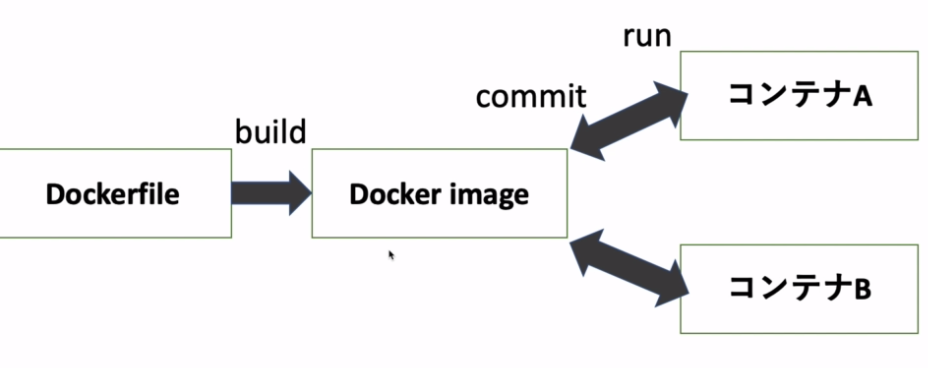 run
コンテナA
commit
build
Dockerfile
Docker image
コンテナB